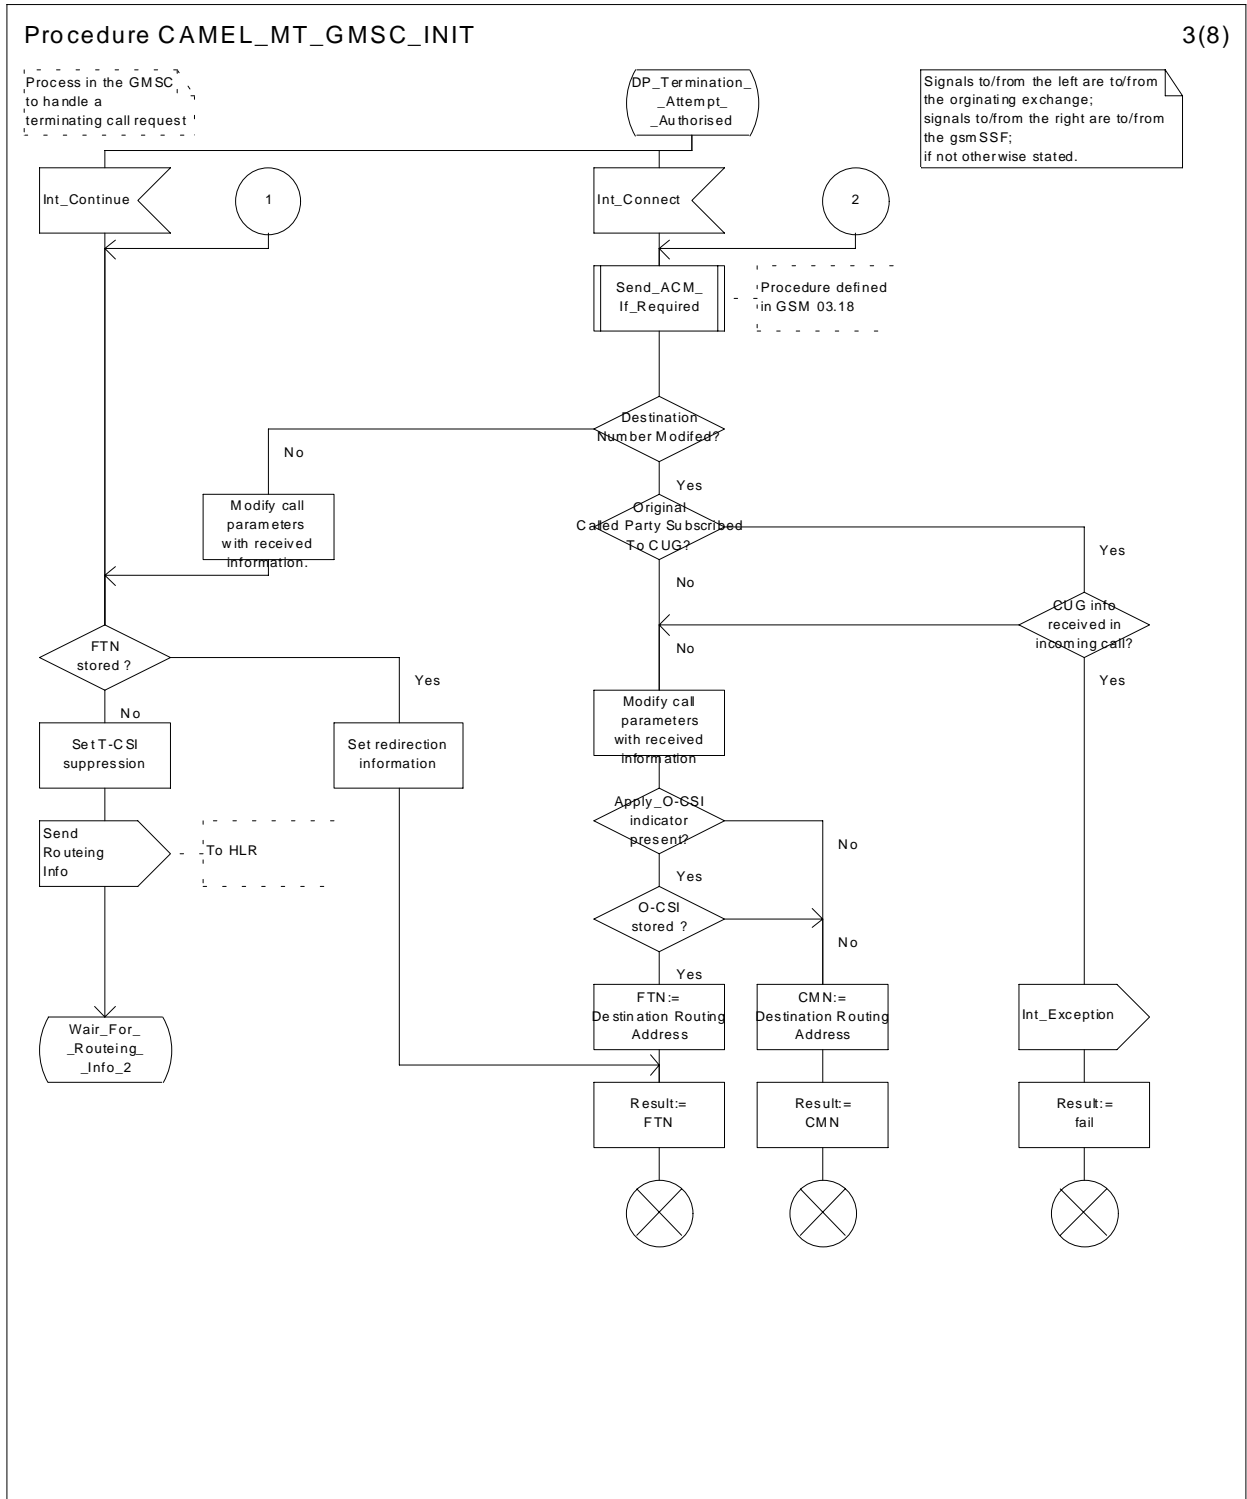 Procedure CAMEL_MT_GMSC_INIT
3(8)
Process in the GMSC
to handle a
terminating call request
DP_Termination_
_Attempt_
_Authorised
Signals to/from the left are to/from
the orginating exchange;
signals to/from the right are to/from
the gsmSSF;
if not otherwise stated.
Int_Continue
1
Int_Connect
2
Send_ACM_
If_Required
Procedure defined
in GSM 03.18
Destination
Number Modifed?
No
Yes
Modify call
parameters
with received
information.
Original
Called Party Subscribed
To CUG?
Yes
No
CUG info
received in
incoming call?
No
Yes
FTN
stored ?
Yes
No
Modify call
parameters
with received
information
Set T-CSI
suppression
Set redirection
information
Apply_O-CSI
indicator
present?
No
Yes
Send
Routeing
Info
To HLR
O-CSI
stored ?
No
Yes
FTN:=
Destination Routing
Address
CMN:=
Destination Routing
Address
Int_Exception
Wair_For_
_Routeing_
_Info_2
Result:=
FTN
Result:=
CMN
Result:=
fail